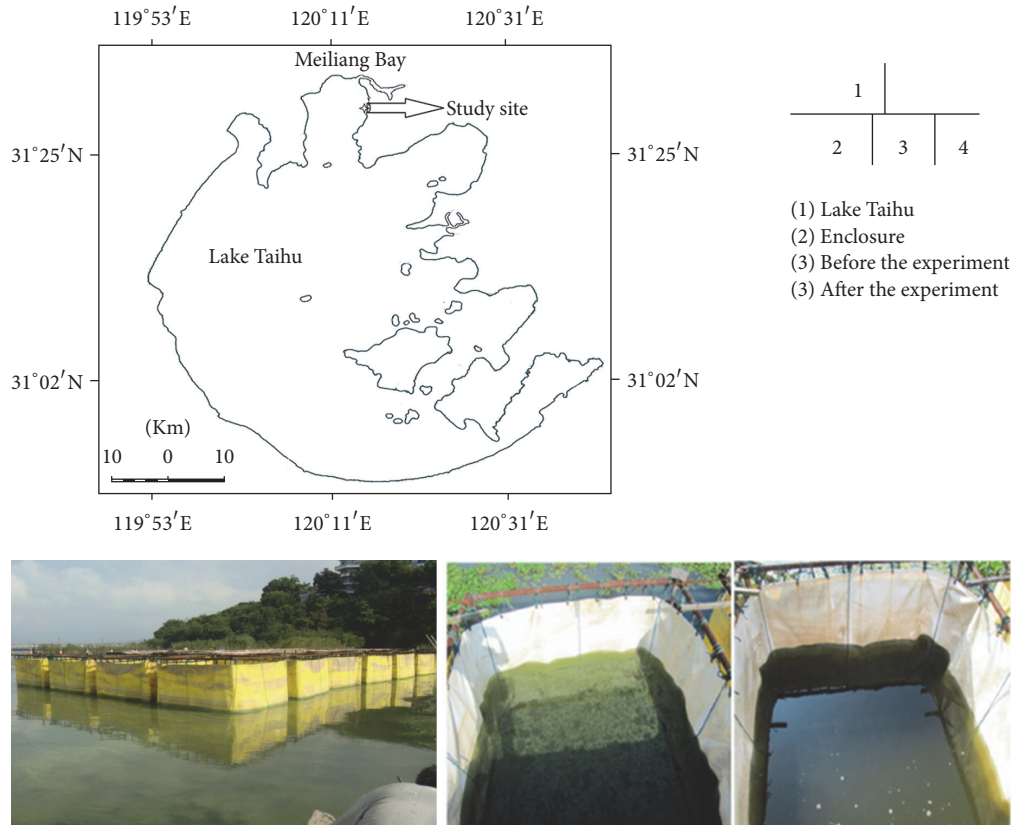 119°53′E 120°11′E 120°31′E
Meiliang Bay
Study site
31°25′N 31°25′N
Lake Taihu
31°02′N 31°02′N
(Km)
10 0 10
119°53′E 120°11′E 120°31′E
1
2 3 4
(1) Lake Taihu
(2) Enclosure
(3) Before the experiment
(3) After the experiment